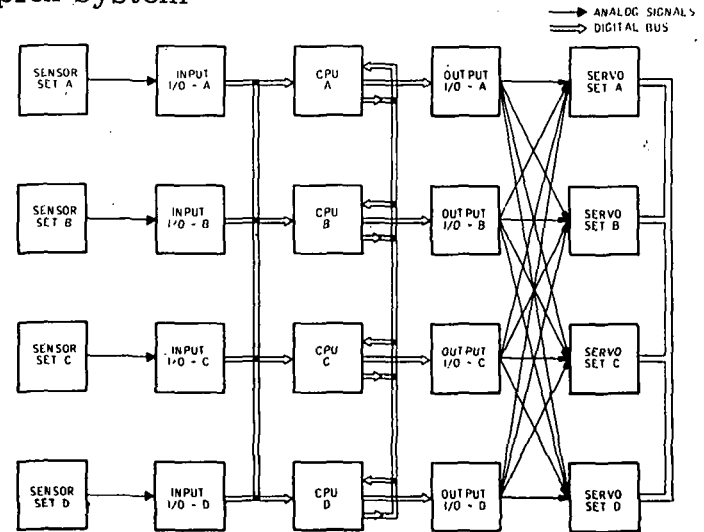 ANALOG SIGNALS
DIGITAL BUS
SENSOR
SET A
INPUT
I/O - A
CPU
A
OUTPUT
I/O - A
SERVO
SET A
SENSOR
SET B
INPUT
I/O - B
CPU
B
OUTPUT
I/O - B
SERVO
SET B
SENSOR
SET C
INPUT
I/O - C
CPU
C
OUTPUT
I/O - C
SERVO
SET C
SENSOR
SET D
INPUT
I/O - D
CPU
D
OUTPUT
I/O - D
SERVO
SET D